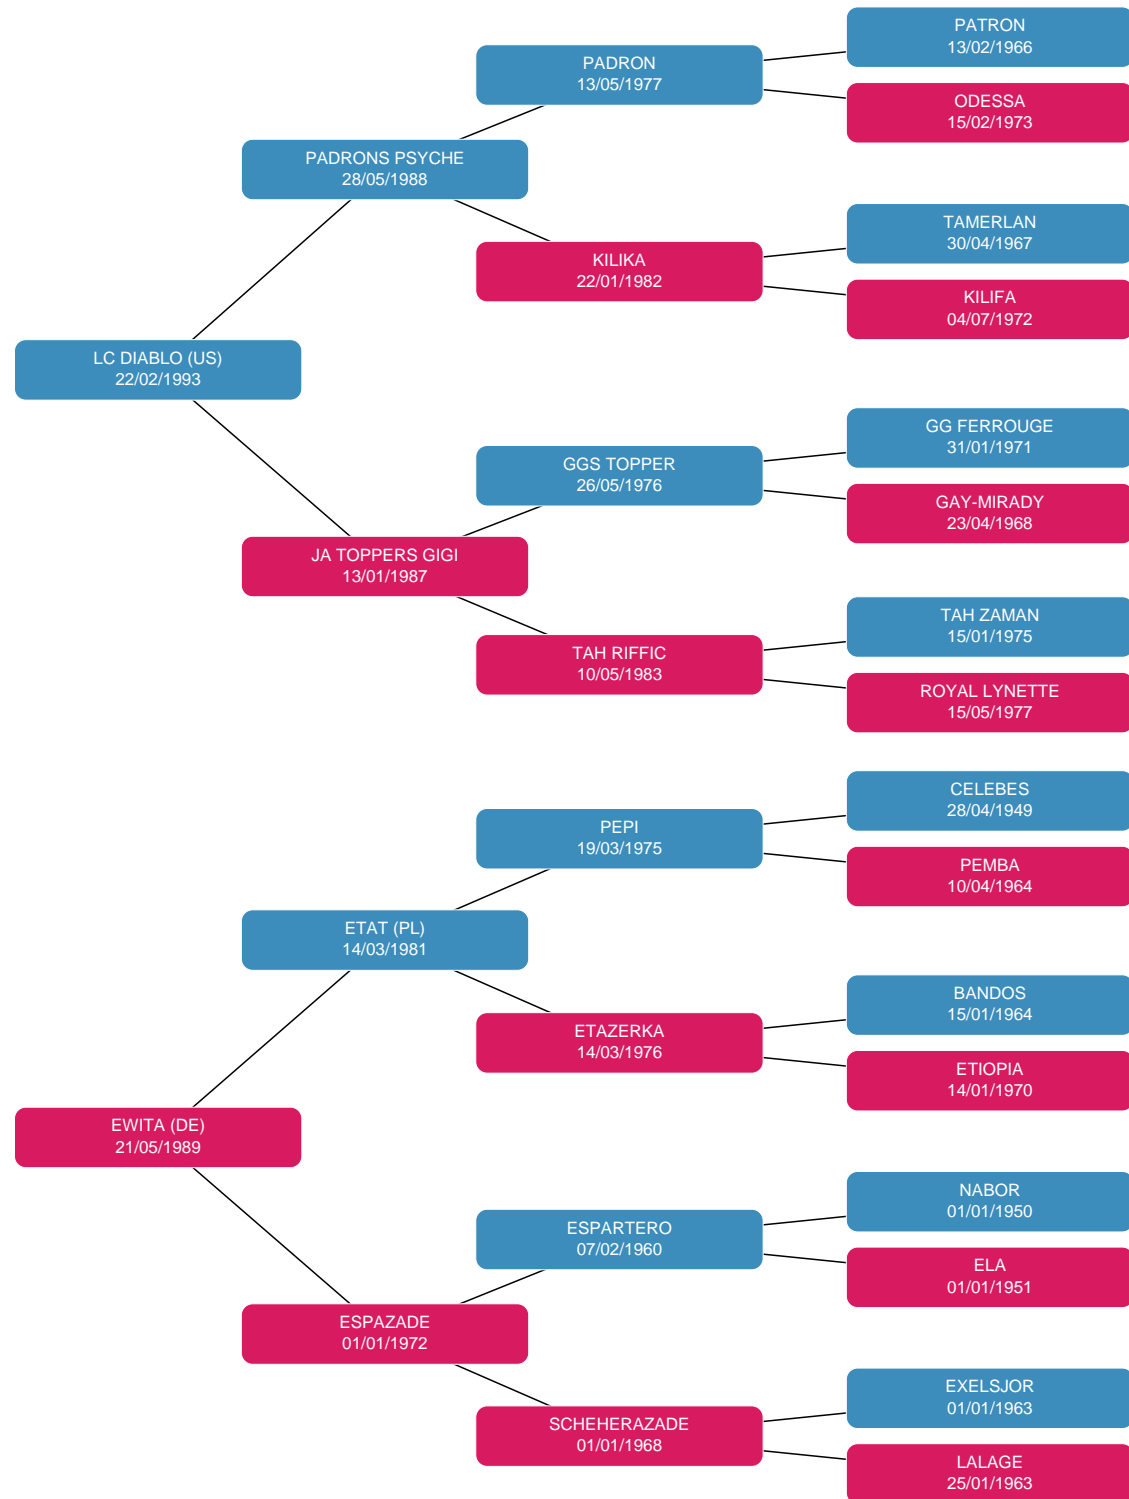 PATRON
13/02/1966
PADRON
13/05/1977
ODESSA
15/02/1973
PADRONS PSYCHE
28/05/1988
TAMERLAN
30/04/1967
KILIKA
22/01/1982
KILIFA
04/07/1972
LC DIABLO (US)
22/02/1993
GG FERROUGE
31/01/1971
GGS TOPPER
26/05/1976
GAY-MIRADY
23/04/1968
JA TOPPERS GIGI
13/01/1987
TAH ZAMAN
15/01/1975
TAH RIFFIC
10/05/1983
ROYAL LYNETTE
15/05/1977
CELEBES
28/04/1949
PEPI
19/03/1975
PEMBA
10/04/1964
ETAT (PL)
14/03/1981
BANDOS
15/01/1964
ETAZERKA
14/03/1976
ETIOPIA
14/01/1970
EWITA (DE)
21/05/1989
NABOR
01/01/1950
ESPARTERO
07/02/1960
ELA
01/01/1951
ESPAZADE
01/01/1972
EXELSJOR
01/01/1963
SCHEHERAZADE
01/01/1968
LALAGE
25/01/1963